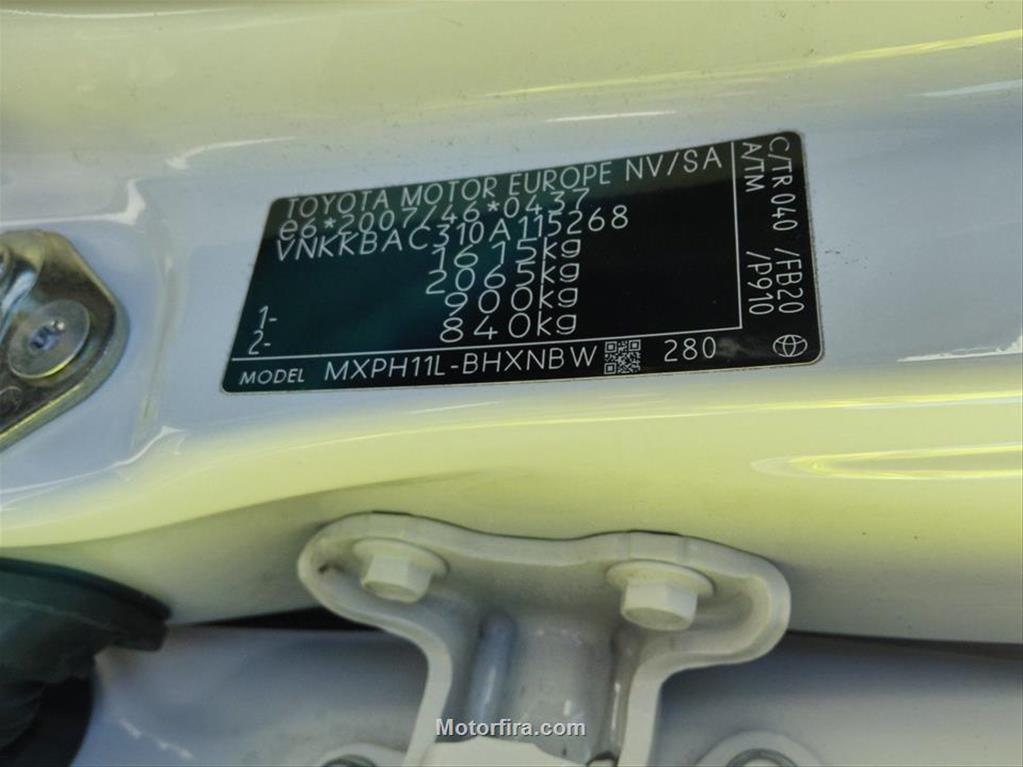 TOYOTA MOTOR EUROPE NV/SA
e6*2007/46*0437
VNKKBAC310A115268
1615kg
2065kg
1- 900kg
2- 840kg
MODEL MXPH11L-BHXNBW 280
C/TR 040 /FB20
A/TM /P910
Motorfira.com